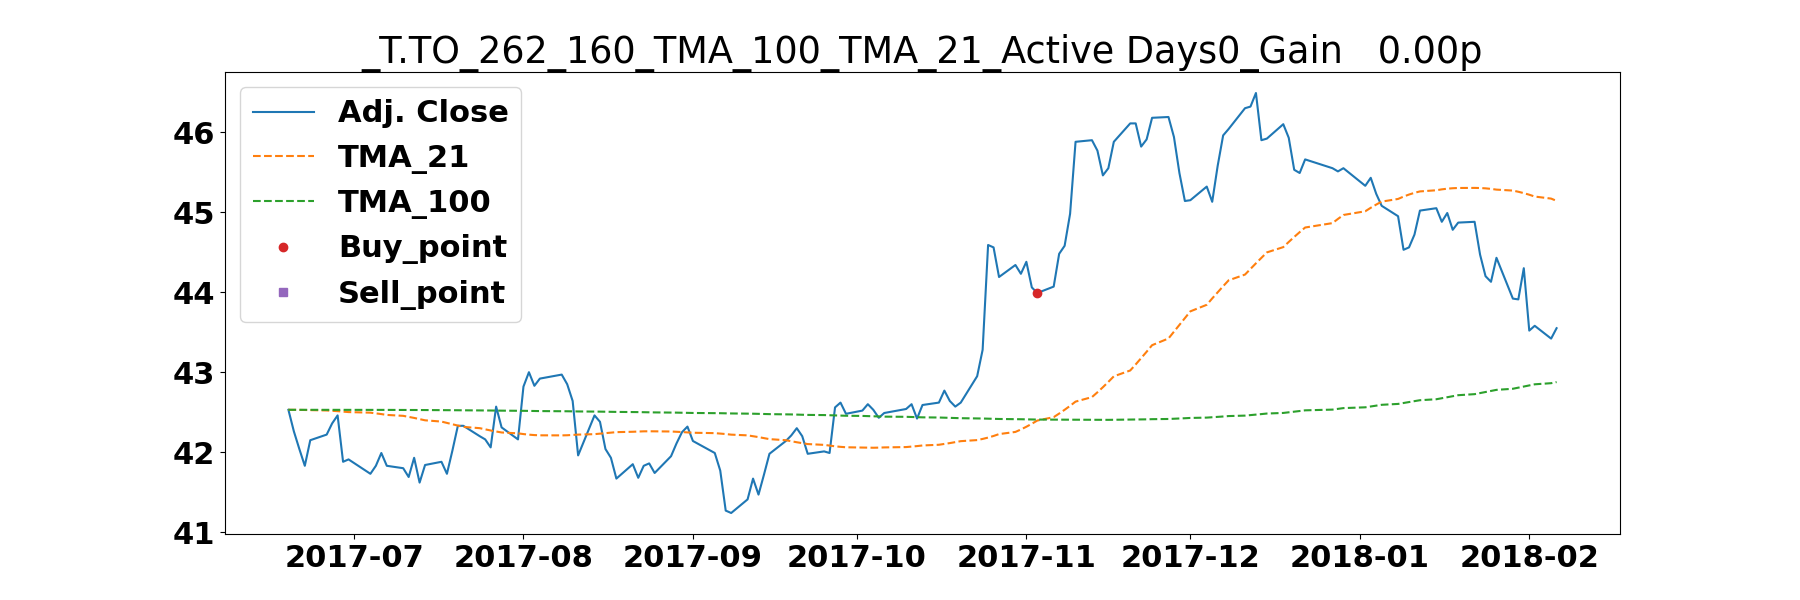 _T.TO_262_160_TMA_100_TMA_21_Active Days0_Gain   0.00p
Adj. Close
TMA_21
TMA_100
Buy_point
Sell_point
46
45
44
43
42
41
2017-07 2017-08 2017-09 2017-10 2017-11 2017-12 2018-01 2018-02